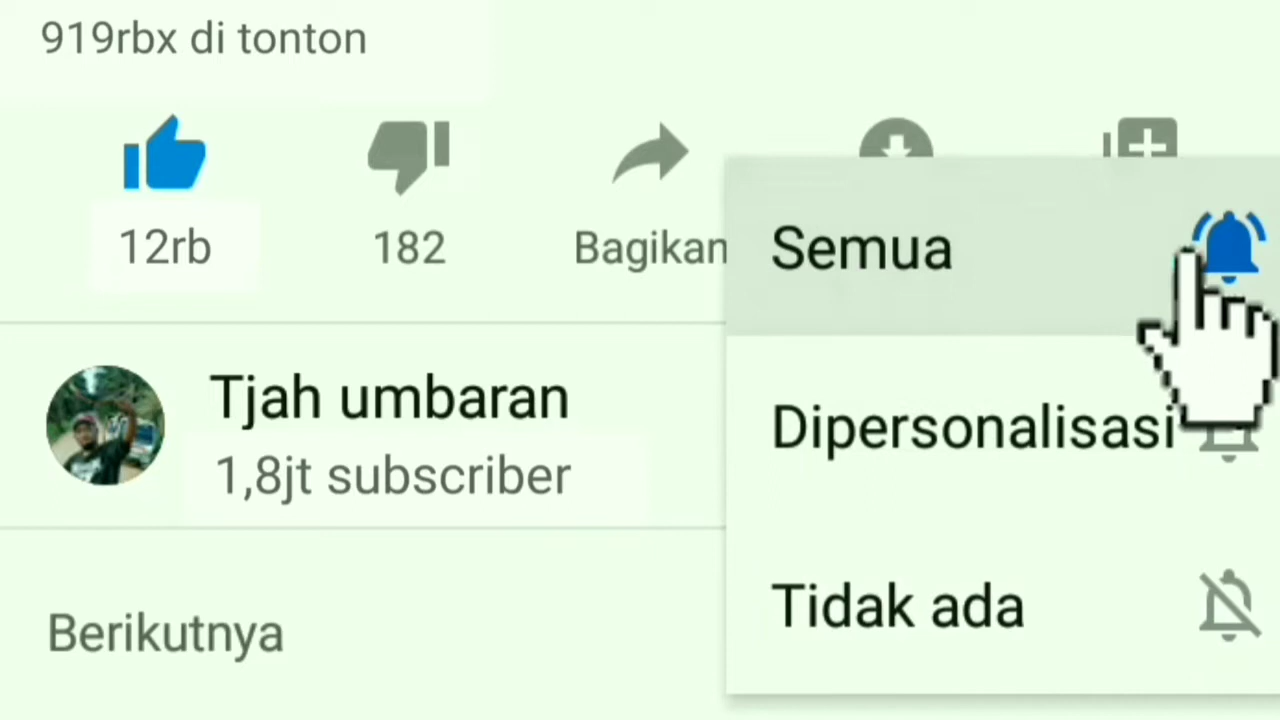 919rbx di tonton
12rb
182
Bagikan
Semua
Tjah umbaran
1,8jt subscriber
Dipersonalisasi
Tidak ada
Berikutnya